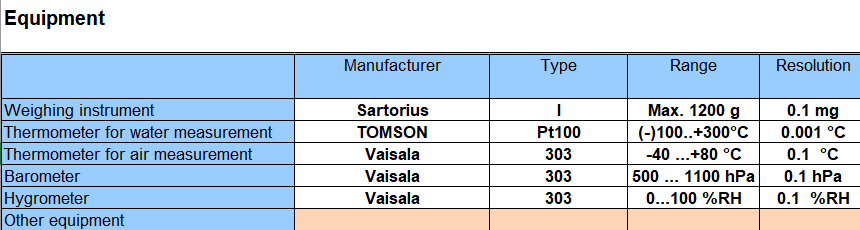 Equipment
Manufacturer Type Range Resolution
Weighing instrument Sartorius I Max. 1200 g 0.1 mg
Thermometer for water measurement TOMSON Pt100 (-)100..+300°C 0.001 °C
Thermometer for air measurement Vaisala 303 -40 ...+80 °C 0.1 °C
Barometer Vaisala 303 500 ... 1100 hPa 0.1 hPa
Hygrometer Vaisala 303 0...100 %RH 0.1 %RH
Other equipment